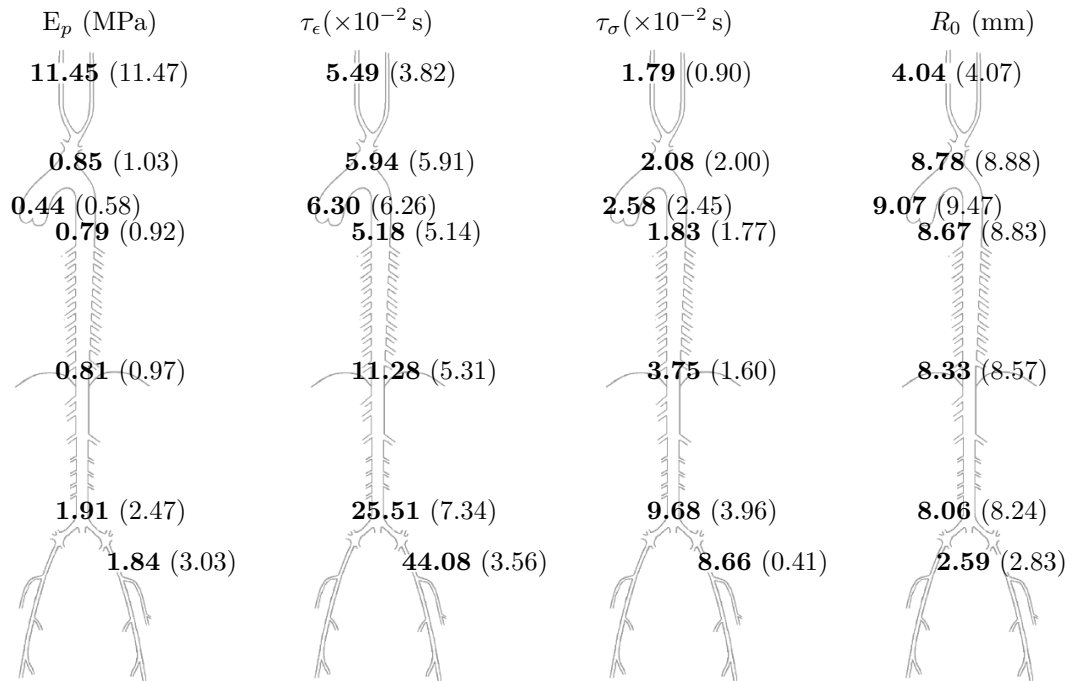 E_p (MPa) τ_ϵ(×10^−2 s) τ_σ(×10^−2 s) R_0 (mm)
11.45 (11.47) 5.49 (3.82) 1.79 (0.90) 4.04 (4.07)
0.85 (1.03) 5.94 (5.91) 2.08 (2.00) 8.78 (8.88)
0.44 (0.58) 6.30 (6.26) 2.58 (2.45) 9.07 (9.47)
0.79 (0.92) 5.18 (5.14) 1.83 (1.77) 8.67 (8.83)
0.81 (0.97) 11.28 (5.31) 3.75 (1.60) 8.33 (8.57)
1.91 (2.47) 25.51 (7.34) 9.68 (3.96) 8.06 (8.24)
1.84 (3.03) 44.08 (3.56) 8.66 (0.41) 2.59 (2.83)